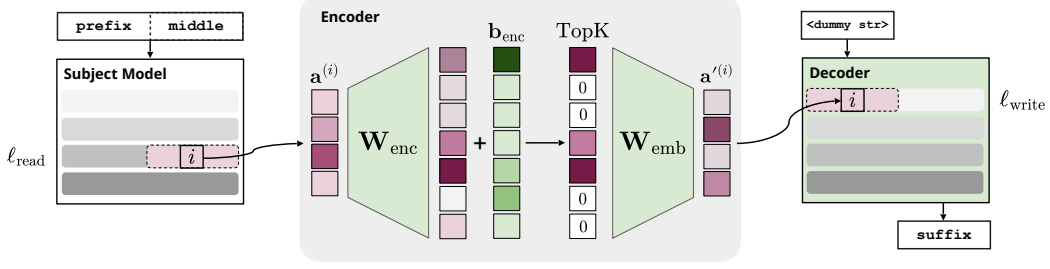 prefix middle
Subject Model
ℓ_read
i
Encoder
a^(i)
W_enc
+
b_enc
TopK
0
0
0
0
W_emb
a′^(i)
<dummy str>
Decoder
i
ℓ_write
suffix